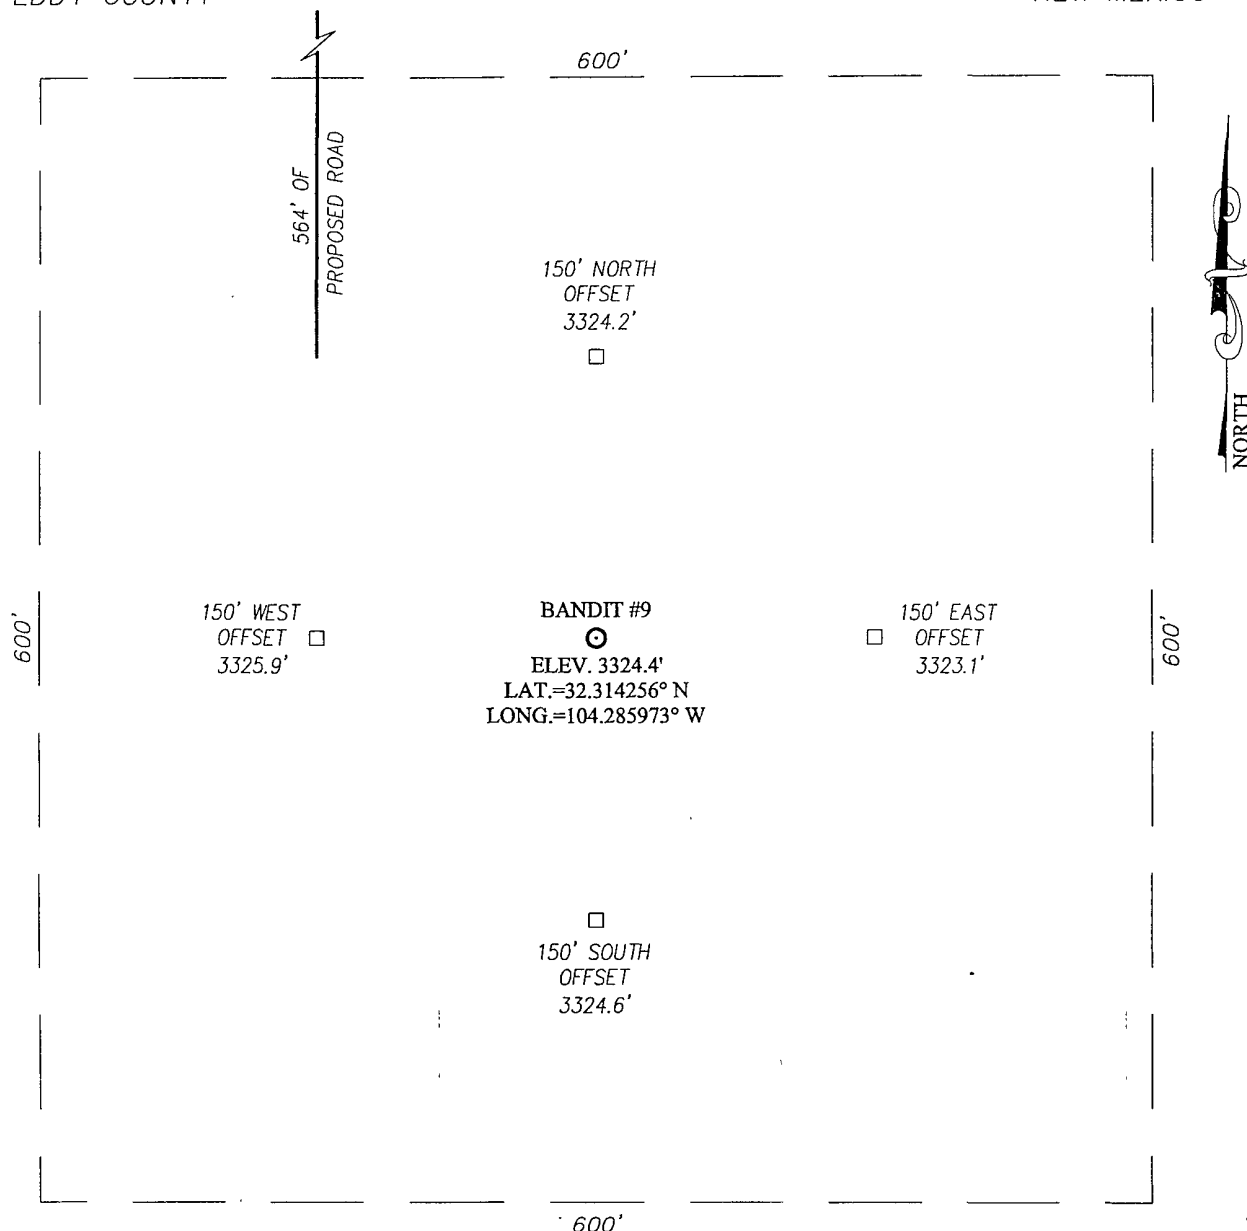 EDDY COUNTY
NEW MEXICO
600'
564' OF
PROPOSED ROAD
150' NORTH
OFFSET
3324.2'
NORTH
600'
150' WEST
OFFSET
3325.9'
BANDIT #9
ELEV. 3324.4'
LAT.=32.314256° N
LONG.=104.285973° W
150' EAST
OFFSET
3323.1'
600'
150' SOUTH
OFFSET
3324.6'
600'